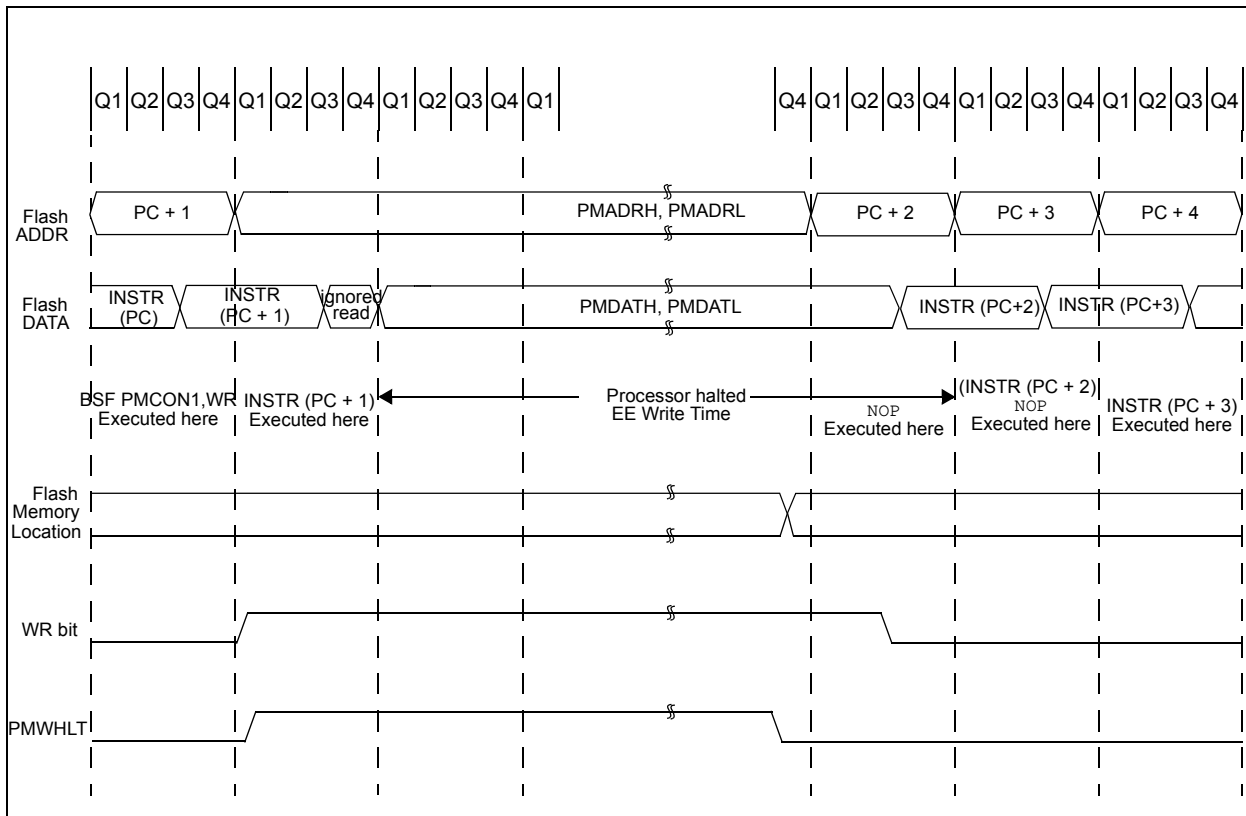 Q1 Q2 Q3 Q4 Q1 Q2 Q3 Q4 Q1 Q2 Q3 Q4 Q1 Q4 Q1 Q2 Q3 Q4 Q1 Q2 Q3 Q4 Q1 Q2 Q3 Q4
Flash
ADDR
PC + 1
PMADRH, PMADRL
PC + 2
PC + 3
PC + 4
Flash
DATA
INSTR
(PC)
INSTR
(PC + 1)
ignored
read
PMDATH, PMDATL
INSTR (PC+2)
INSTR (PC+3)
BSF PMCON1,WR
Executed here
INSTR (PC + 1)
Executed here
Processor halted
EE Write Time
NOP
Executed here
(INSTR (PC + 2)
NOP
Executed here
INSTR (PC + 3)
Executed here
Flash
Memory
Location
WR bit
PMWHLT